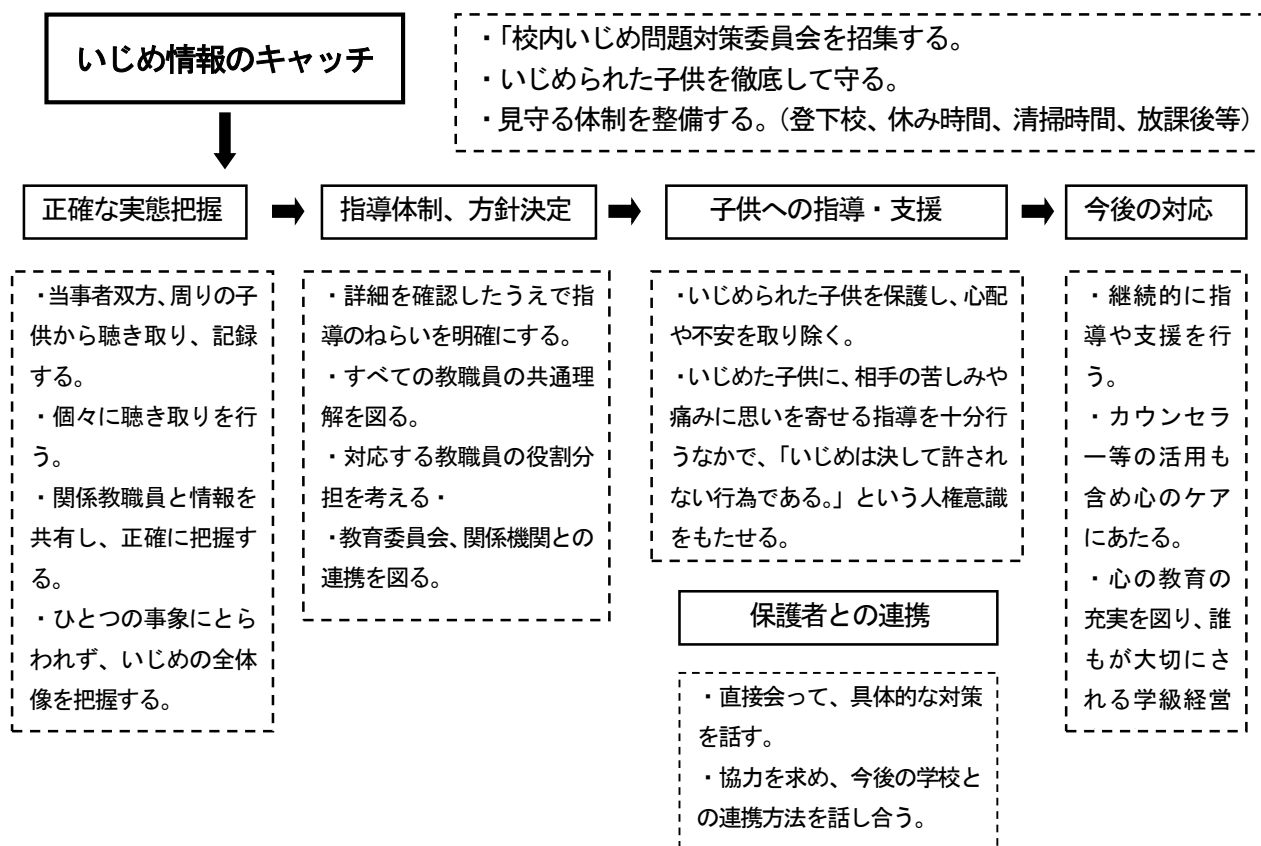 いじめ情報のキャッチ
・「校内いじめ問題対策委員会を招集する。
・いじめられた子供を徹底して守る。
・見守る体制を整備する。（登下校、休み時間、清掃時間、放課後等）
正確な実態把握
・当事者双方、周りの子
供から聴き取り、記録
する。
・個々に聴き取りを行
う。
・関係教職員と情報を
共有し、正確に把握す
る。
・ひとつの事象にとら
われず、いじめの全体
像を把握する。
指導体制、方針決定
・詳細を確認したうえで指
導のねらいを明確にする。
・すべての教職員の共通理
解を図る。
・対応する教職員の役割分
担を考える・
・教育委員会、関係機関との
連携を図る。
子供への指導・支援
・いじめられた子供を保護し、心配
や不安を取り除く。
・いじめた子供に、相手の苦しみや
痛みに思いを寄せる指導を十分行
うなかで、「いじめは決して許され
ない行為である。」という人権意識
をもたせる。
保護者との連携
・直接会って、具体的な対策
を話す。
・協力を求め、今後の学校と
の連携方法を話し合う。
今後の対応
・継続的に指
導や支援を行
う。
・カウンセラ
ー等の活用も
含め心のケア
にあたる。
・心の教育の
充実を図り、誰
もが大切にさ
れる学級経営